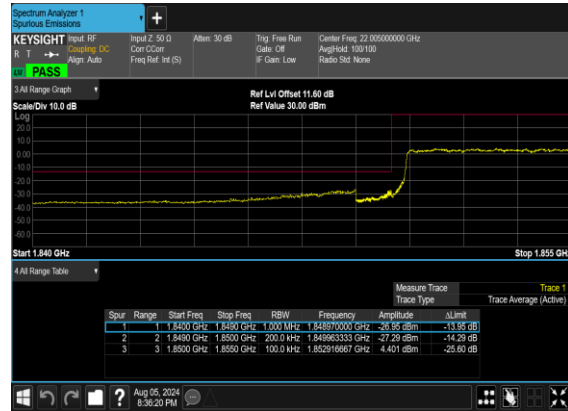 Spectrum Analyzer 1
Spurious Emissions
+
KEYSIGHT Input: RF Input Z: 50 Ω Atten: 30 dB Trig: Free Run Center Freq: 22.005000000 GHz
R T Coupling: DC Corr CCorr Gate: Off Avg|Hold: 100/100
Align: Auto Freq Ref: Int (S) IF Gain: Low Radio Std: None
LW PASS
3 All Range Graph Ref Lvl Offset 11.60 dB
Scale/Div 10.0 dB Ref Value 30.00 dBm
Log
20.0
10.0
0.00
-10.0
-20.0
-30.0
-40.0
-50.0
-60.0
Start 1.840 GHz Stop 1.855 GHz
4 All Range Table
Measure Trace Trace 1
Trace Type Trace Average (Active)
Spur Range Start Freq Stop Freq RBW Frequency Amplitude ΔLimit
1 1 1.8400 GHz 1.8490 GHz 1.000 MHz 1.848970000 GHz -26.95 dBm -13.95 dB
2 2 1.8490 GHz 1.8500 GHz 200.0 kHz 1.849963333 GHz -27.29 dBm -14.29 dB
3 3 1.8500 GHz 1.8550 GHz 100.0 kHz 1.852916667 GHz 4.401 dBm -25.60 dB
? Aug 05, 2024
8:36:20 PM